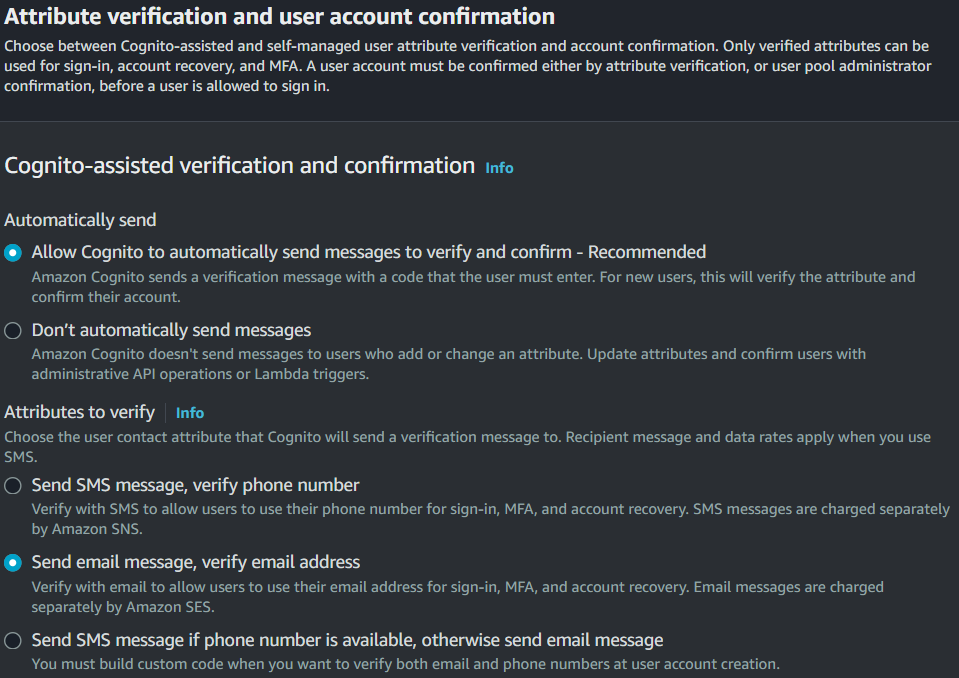 Attribute verification and user account confirmation
Choose between Cognito-assisted and self-managed user attribute verification and account confirmation. Only verified attributes can be
used for sign-in, account recovery, and MFA. A user account must be confirmed either by attribute verification, or user pool administrator
confirmation, before a user is allowed to sign in.
Cognito-assisted verification and confirmation Info
Automatically send
Allow Cognito to automatically send messages to verify and confirm - Recommended
Amazon Cognito sends a verification message with a code that the user must enter. For new users, this will verify the attribute and
confirm their account.
Don’t automatically send messages
Amazon Cognito doesn't send messages to users who add or change an attribute. Update attributes and confirm users with
administrative API operations or Lambda triggers.
Attributes to verify Info
Choose the user contact attribute that Cognito will send a verification message to. Recipient message and data rates apply when you use
SMS.
Send SMS message, verify phone number
Verify with SMS to allow users to use their phone number for sign-in, MFA, and account recovery. SMS messages are charged separately
by Amazon SNS.
Send email message, verify email address
Verify with email to allow users to use their email address for sign-in, MFA, and account recovery. Email messages are charged
separately by Amazon SES.
Send SMS message if phone number is available, otherwise send email message
You must build custom code when you want to verify both email and phone numbers at user account creation.